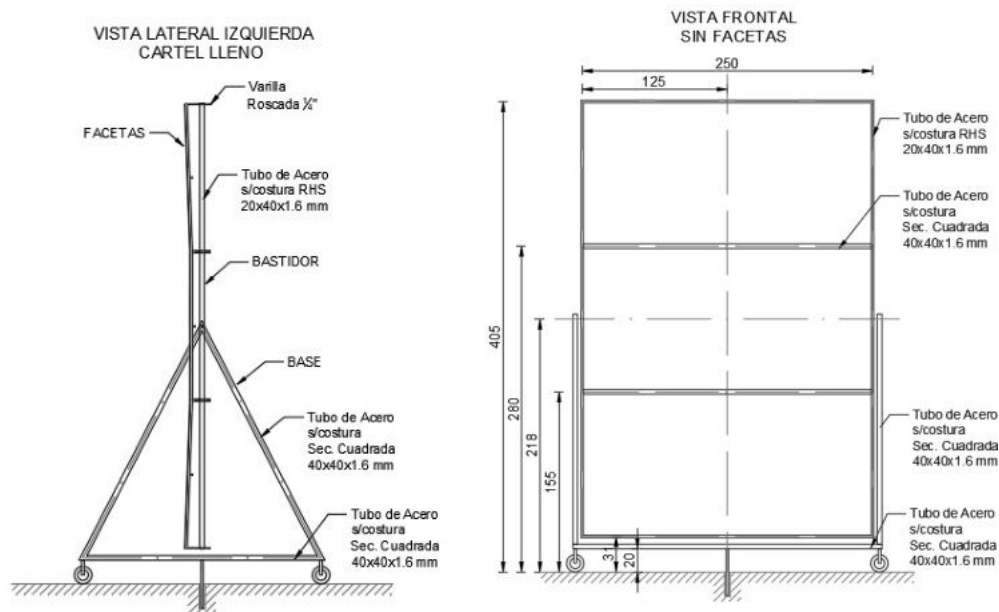 VISTA LATERAL IZQUIERDA
CARTEL LLENO
Varilla
Roscada ¼"
FACETAS
Tubo de Acero
s/costura RHS
20x40x1.6 mm
BASTIDOR
BASE
Tubo de Acero
s/costura
Sec. Cuadrada
40x40x1.6 mm
Tubo de Acero
s/costura
Sec. Cuadrada
40x40x1.6 mm
VISTA FRONTAL
SIN FACETAS
250
125
Tubo de Acero
s/costura RHS
20x40x1.6 mm
Tubo de Acero
s/costura
Sec. Cuadrada
40x40x1.6 mm
405
280
218
155
31
20
Tubo de Acero
s/costura
Sec. Cuadrada
40x40x1.6 mm
Tubo de Acero
s/costura
Sec. Cuadrada
40x40x1.6 mm